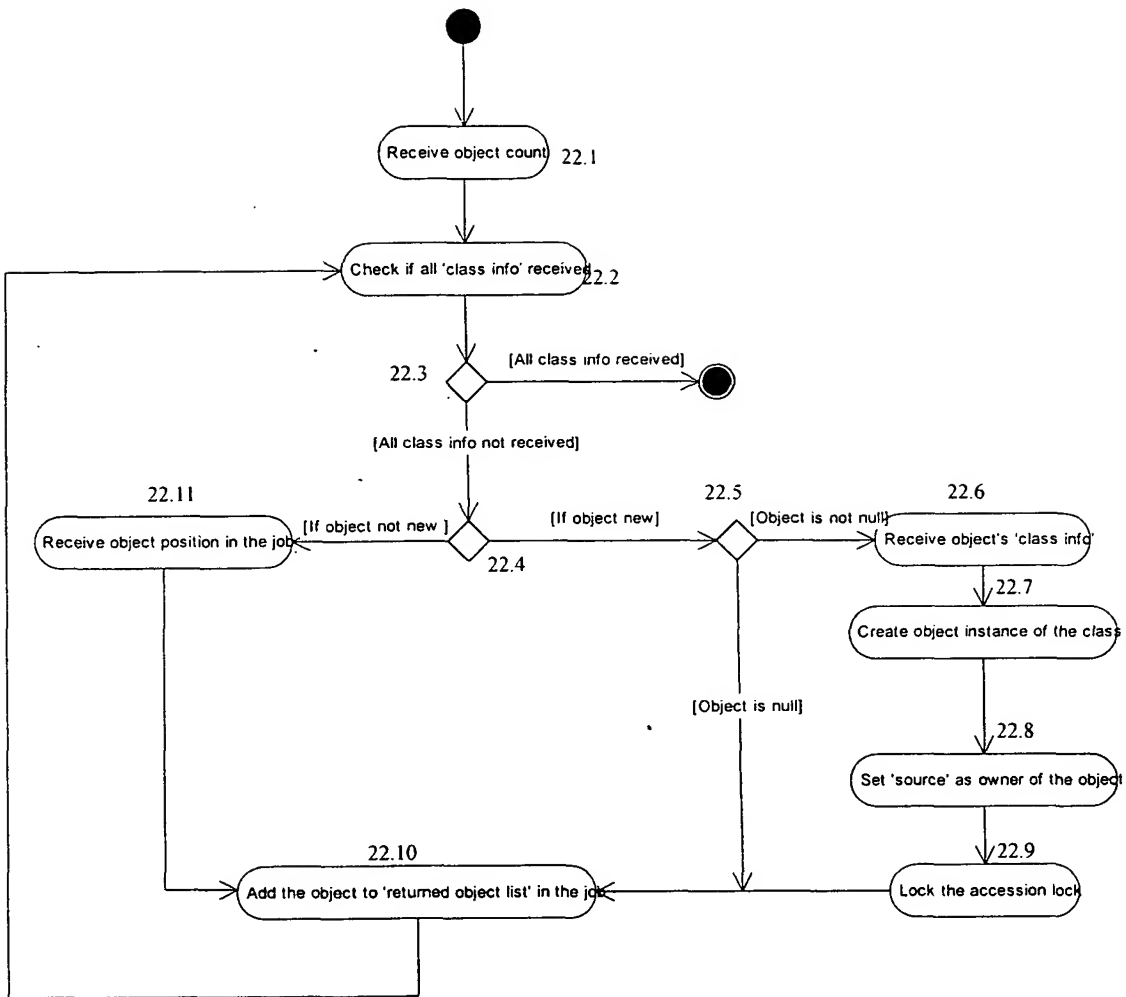 Receive object count
22.1
Check if all 'class info' received
22.2
22.3
[All class info received]
[All class info not received]
22.11
22.5
22.6
[If object not new ]
[If object new]
[Object is not null]
Receive object position in the job
22.4
Receive object's 'class info'
22.7
Create object instance of the class
[Object is null]
22.8
Set 'source' as owner of the object
22.10
22.9
Add the object to 'returned object list' in the job
Lock the accession lock